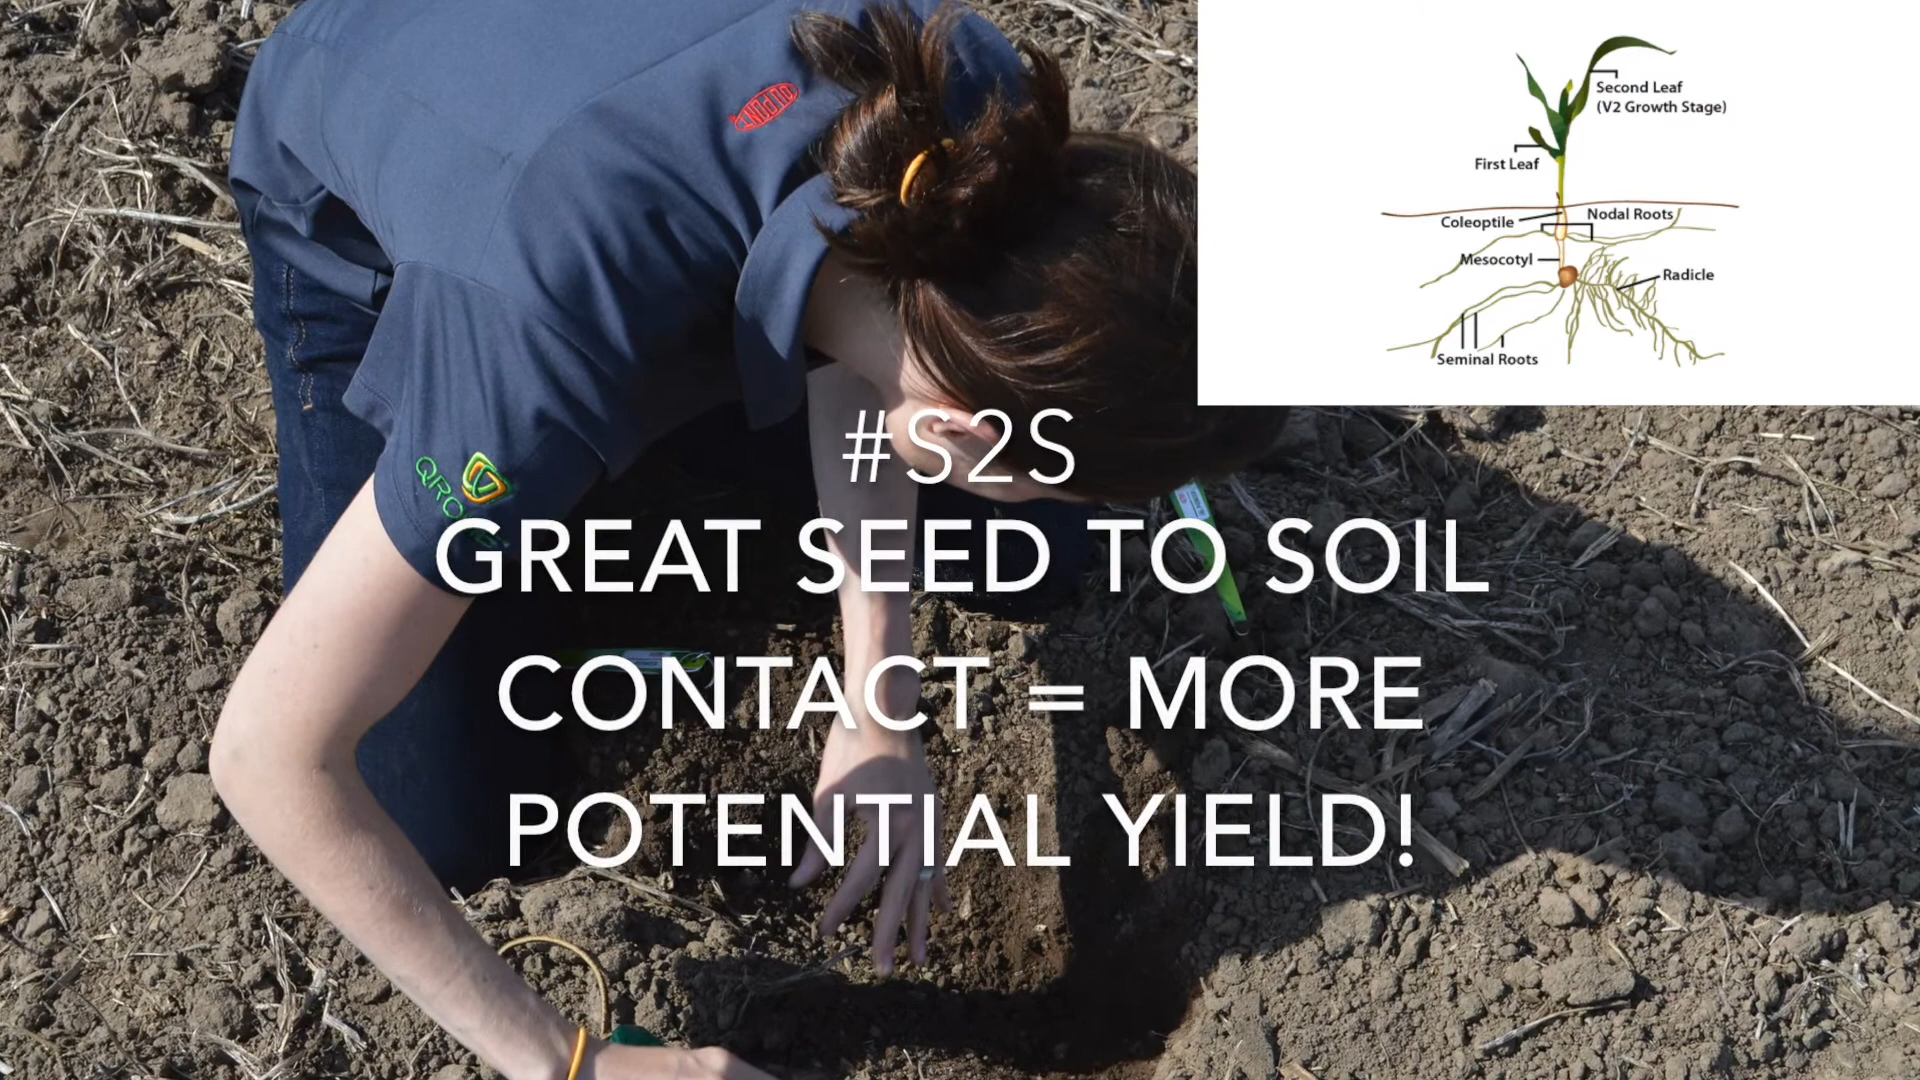 DUPONT
Second Leaf
(V2 Growth Stage)
First Leaf
Coleoptile
Nodal Roots
Mesocotyl
Radicle
Seminal Roots
#S2S
GREAT SEED TO SOIL
CONTACT = MORE
POTENTIAL YIELD!